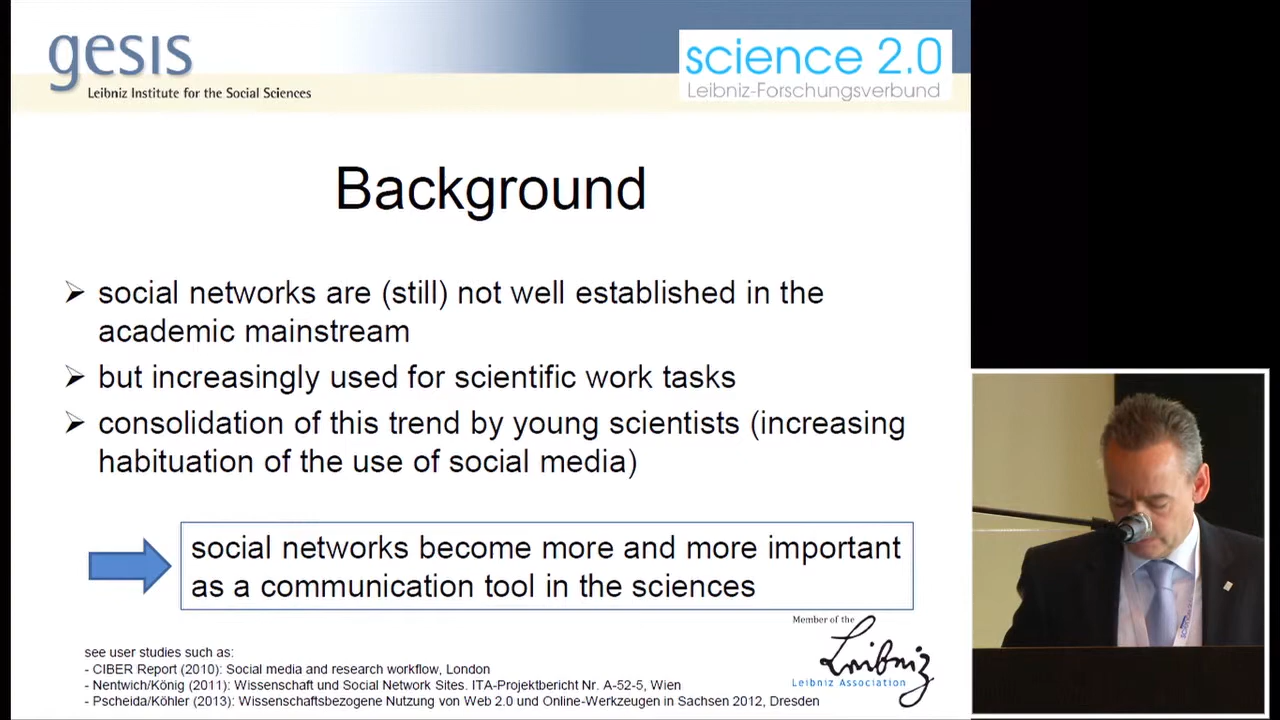 gesis
Leibniz Institute for the Social Sciences
science 2.0
Leibniz-Forschungsverbund
Background
social networks are (still) not well established in the
academic mainstream
but increasingly used for scientific work tasks
consolidation of this trend by young scientists (increasing
habituation of the use of social media)
social networks become more and more important
as a communication tool in the sciences
Member of the
Leibniz
Leibniz Association
see user studies such as:
- CIBER Report (2010): Social media and research workflow, London
- Nentwich/König (2011): Wissenschaft und Social Network Sites. ITA-Projektbericht Nr. A-52-5, Wien
- Pscheida/Köhler (2013): Wissenschaftsbezogene Nutzung von Web 2.0 und Online-Werkzeugen in Sachsen 2012, Dresden